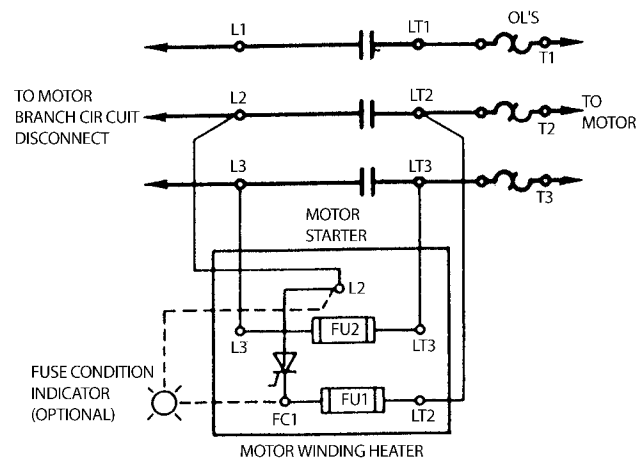 OL'S
L1
LT1
T1
TO MOTOR
BRANCH CIR CUIT
DISCONNECT
L2
LT2
T2
TO
MOTOR
L3
LT3
T3
MOTOR
STARTER
L2
L3
FU2
LT3
FUSE CONDITION
INDICATOR
(OPTIONAL)
FC1
FU1
LT2
MOTOR WINDING HEATER